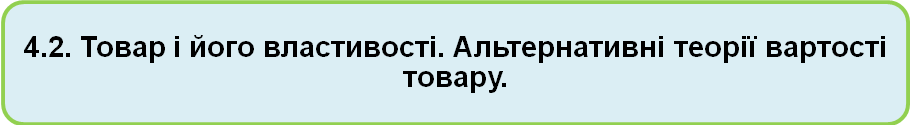 4.2. Товар і його властивості. Альтернативні теорії вартості
товару.